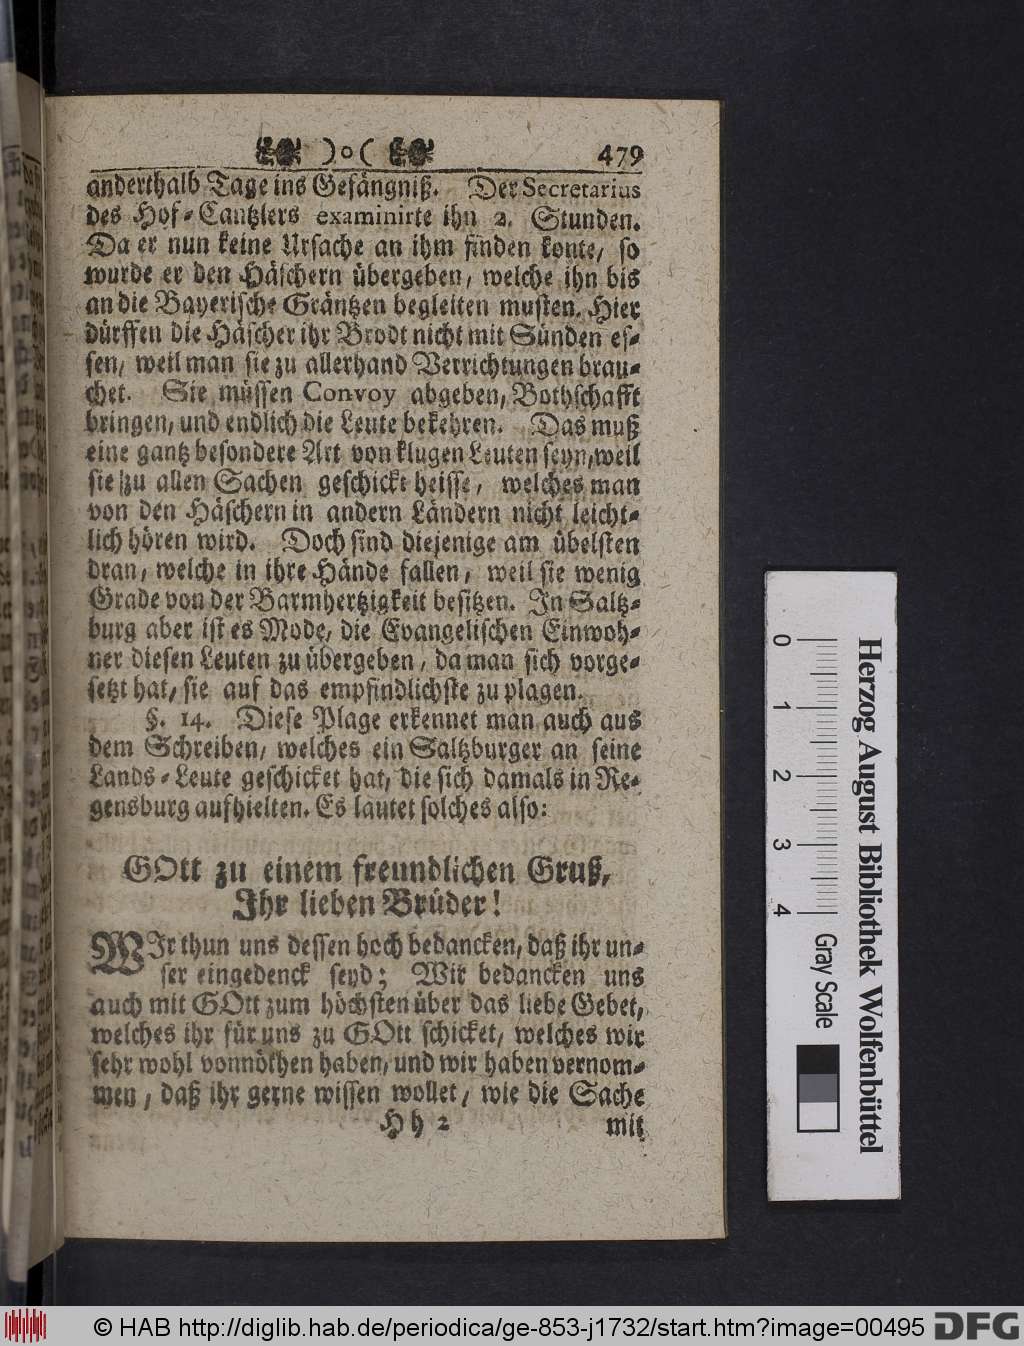 )o( 479
anderthalb Tage ins Gefängniß. Der Secretarius
des Hof-Cantzlers examinirte ihn 2. Stunden.
Da er nun keine Ursache an ihm finden konte, so
wurde er den Häschern übergeben, welche ihn bis
an die Bayerische Gräntzen begleiten musten. Hier
dürffen die Häscher ihr Brodt nicht mit Sünden es-
sen, weil man sie zu allerhand Verrichtungen brau-
chet. Sie müssen Convoy abgeben, Bothschafft
bringen, und endlich die Leute bekehren. Das muß
eine gantz besondere Art von klugen Leuten seyn, weil
sie zu allen Sachen geschickt heisse, welches man
von den Häschern in andern Ländern nicht leicht-
lich hören wird. Doch sind diejenige am übelsten
dran, welche in ihre Hände fallen, weil sie wenig
Grade von der Barmhertzigkeit besitzen. In Saltz-
burg aber ist es Mode, die Evangelischen Einwoh-
ner diesen Leuten zu übergeben, da man sich vorge-
setzt hat, sie auf das empfindlichste zu plagen.
§. 14. Diese Plage erkennet man auch aus
dem Schreiben, welches ein Saltzburger an seine
Lands-Leute geschicket hat, die sich damals in Re-
gensburg aufhielten. Es lautet solches also:
GOtt zu einem freundlichen Gruß,
Ihr lieben Brüder!
WIr thun uns dessen hoch bedancken, daß ihr un-
ser eingedenck seyd; Wir bedancken uns
auch mit GOtt zum höchsten über das liebe Gebet,
welches ihr für uns zu GOtt schicket, welches wir
sehr wohl vonnöthen haben, und wir haben vernom-
men, daß ihr gerne wissen wollet, wie die Sache
Hh 2 mit
0 1 2 3 4 Gray Scale
Herzog August Bibliothek Wolfenbüttel
© HAB http://diglib.hab.de/periodica/ge-853-j1732/start.htm?image=00495 DFG